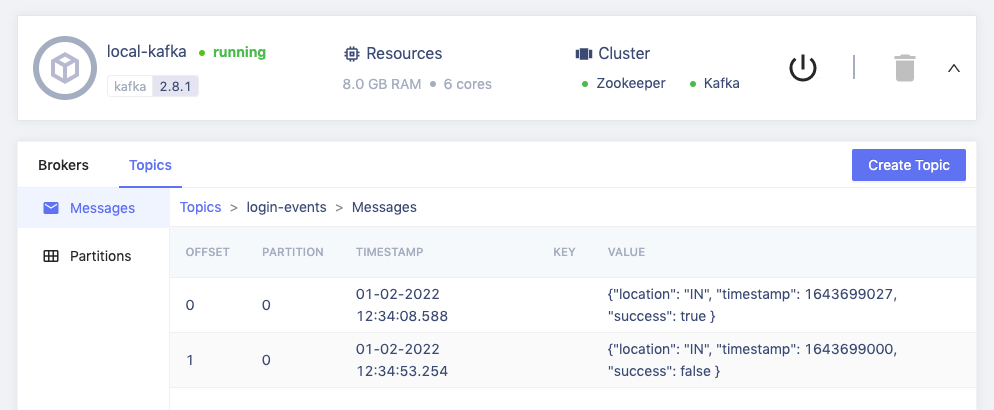 local-kafka running
kafka 2.8.1
Resources
8.0 GB RAM 6 cores
Cluster
Zookeeper Kafka
Brokers Topics Create Topic
Messages
Partitions
Topics > login-events > Messages
OFFSET PARTITION TIMESTAMP KEY VALUE
0 0 01-02-2022 {"location": "IN", "timestamp": 1643699027,
12:34:08.588 "success": true }
1 0 01-02-2022 {"location": "IN", "timestamp": 1643699000,
12:34:53.254 "success": false }